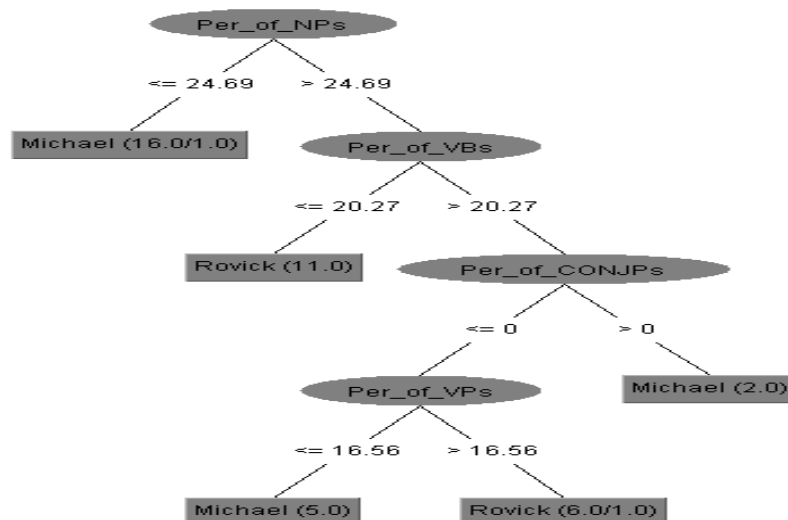 Per_of_NPs
<= 24.69 > 24.69
Michael (16.0/1.0)
Per_of_VBs
<= 20.27 > 20.27
Rovick (11.0)
Per_of_CONJPs
<= 0 > 0
Per_of_VPs
Michael (2.0)
<= 16.56 > 16.56
Michael (5.0)
Rovick (6.0/1.0)